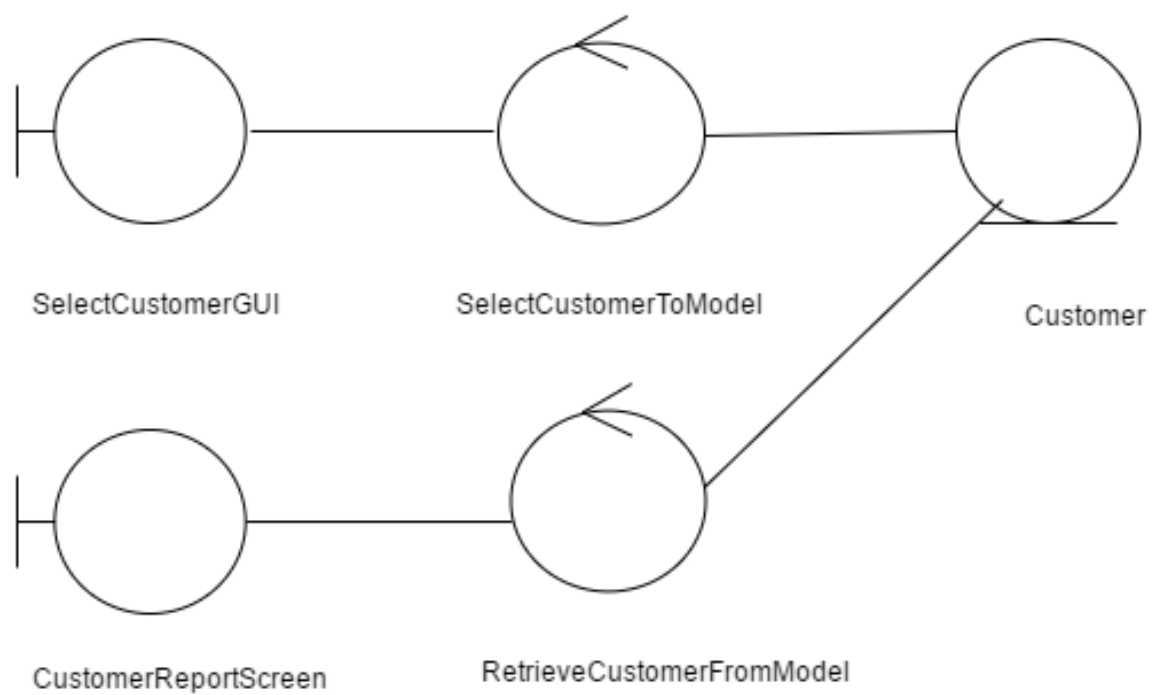 SelectCustomerGUI
SelectCustomerToModel
Customer
CustomerReportScreen
RetrieveCustomerFromModel